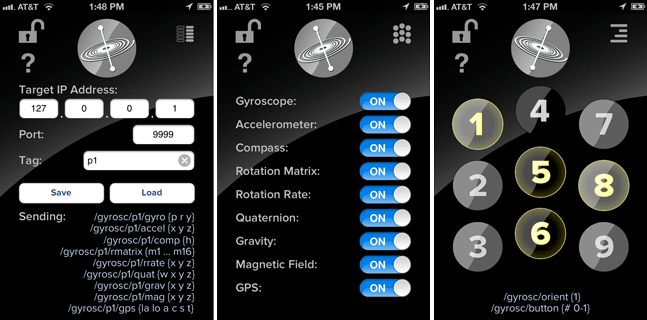 AT&T 1:48 PM
?
Target IP Address:
127 . 0 . 0 . 1
Port: 9999
Tag: p1
Save Load
Sending: /gyrosc/p1/gyro {p r y}
/gyrosc/p1/accel {x y z}
/gyrosc/p1/comp {h}
/gyrosc/p1/rmatrix {m1 ... m16}
/gyrosc/p1/rrate {x y z}
/gyrosc/p1/quat {w x y z}
/gyrosc/p1/grav {x y z}
/gyrosc/p1/mag {x y z}
/gyrosc/p1/gps {la lo a c s t}
AT&T 1:45 PM
?
Gyroscope: ON
Accelerometer: ON
Compass: ON
Rotation Matrix: ON
Rotation Rate: ON
Quaternion: ON
Gravity: ON
Magnetic Field: ON
GPS: ON
AT&T 1:47 PM
?
1 4 7
2 5 8
3 6 9
/gyrosc/orient {1}
/gyrosc/button {# 0-1}